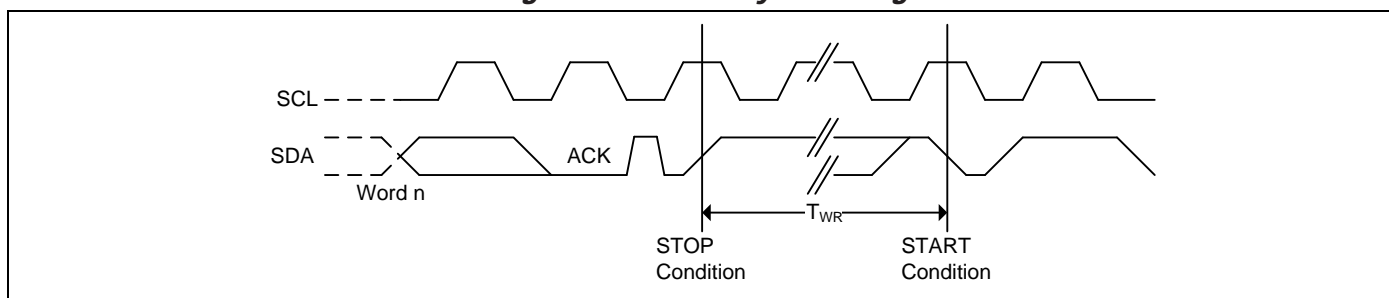 SCL
SDA
ACK
Word n
TWR
STOP
Condition
START
Condition